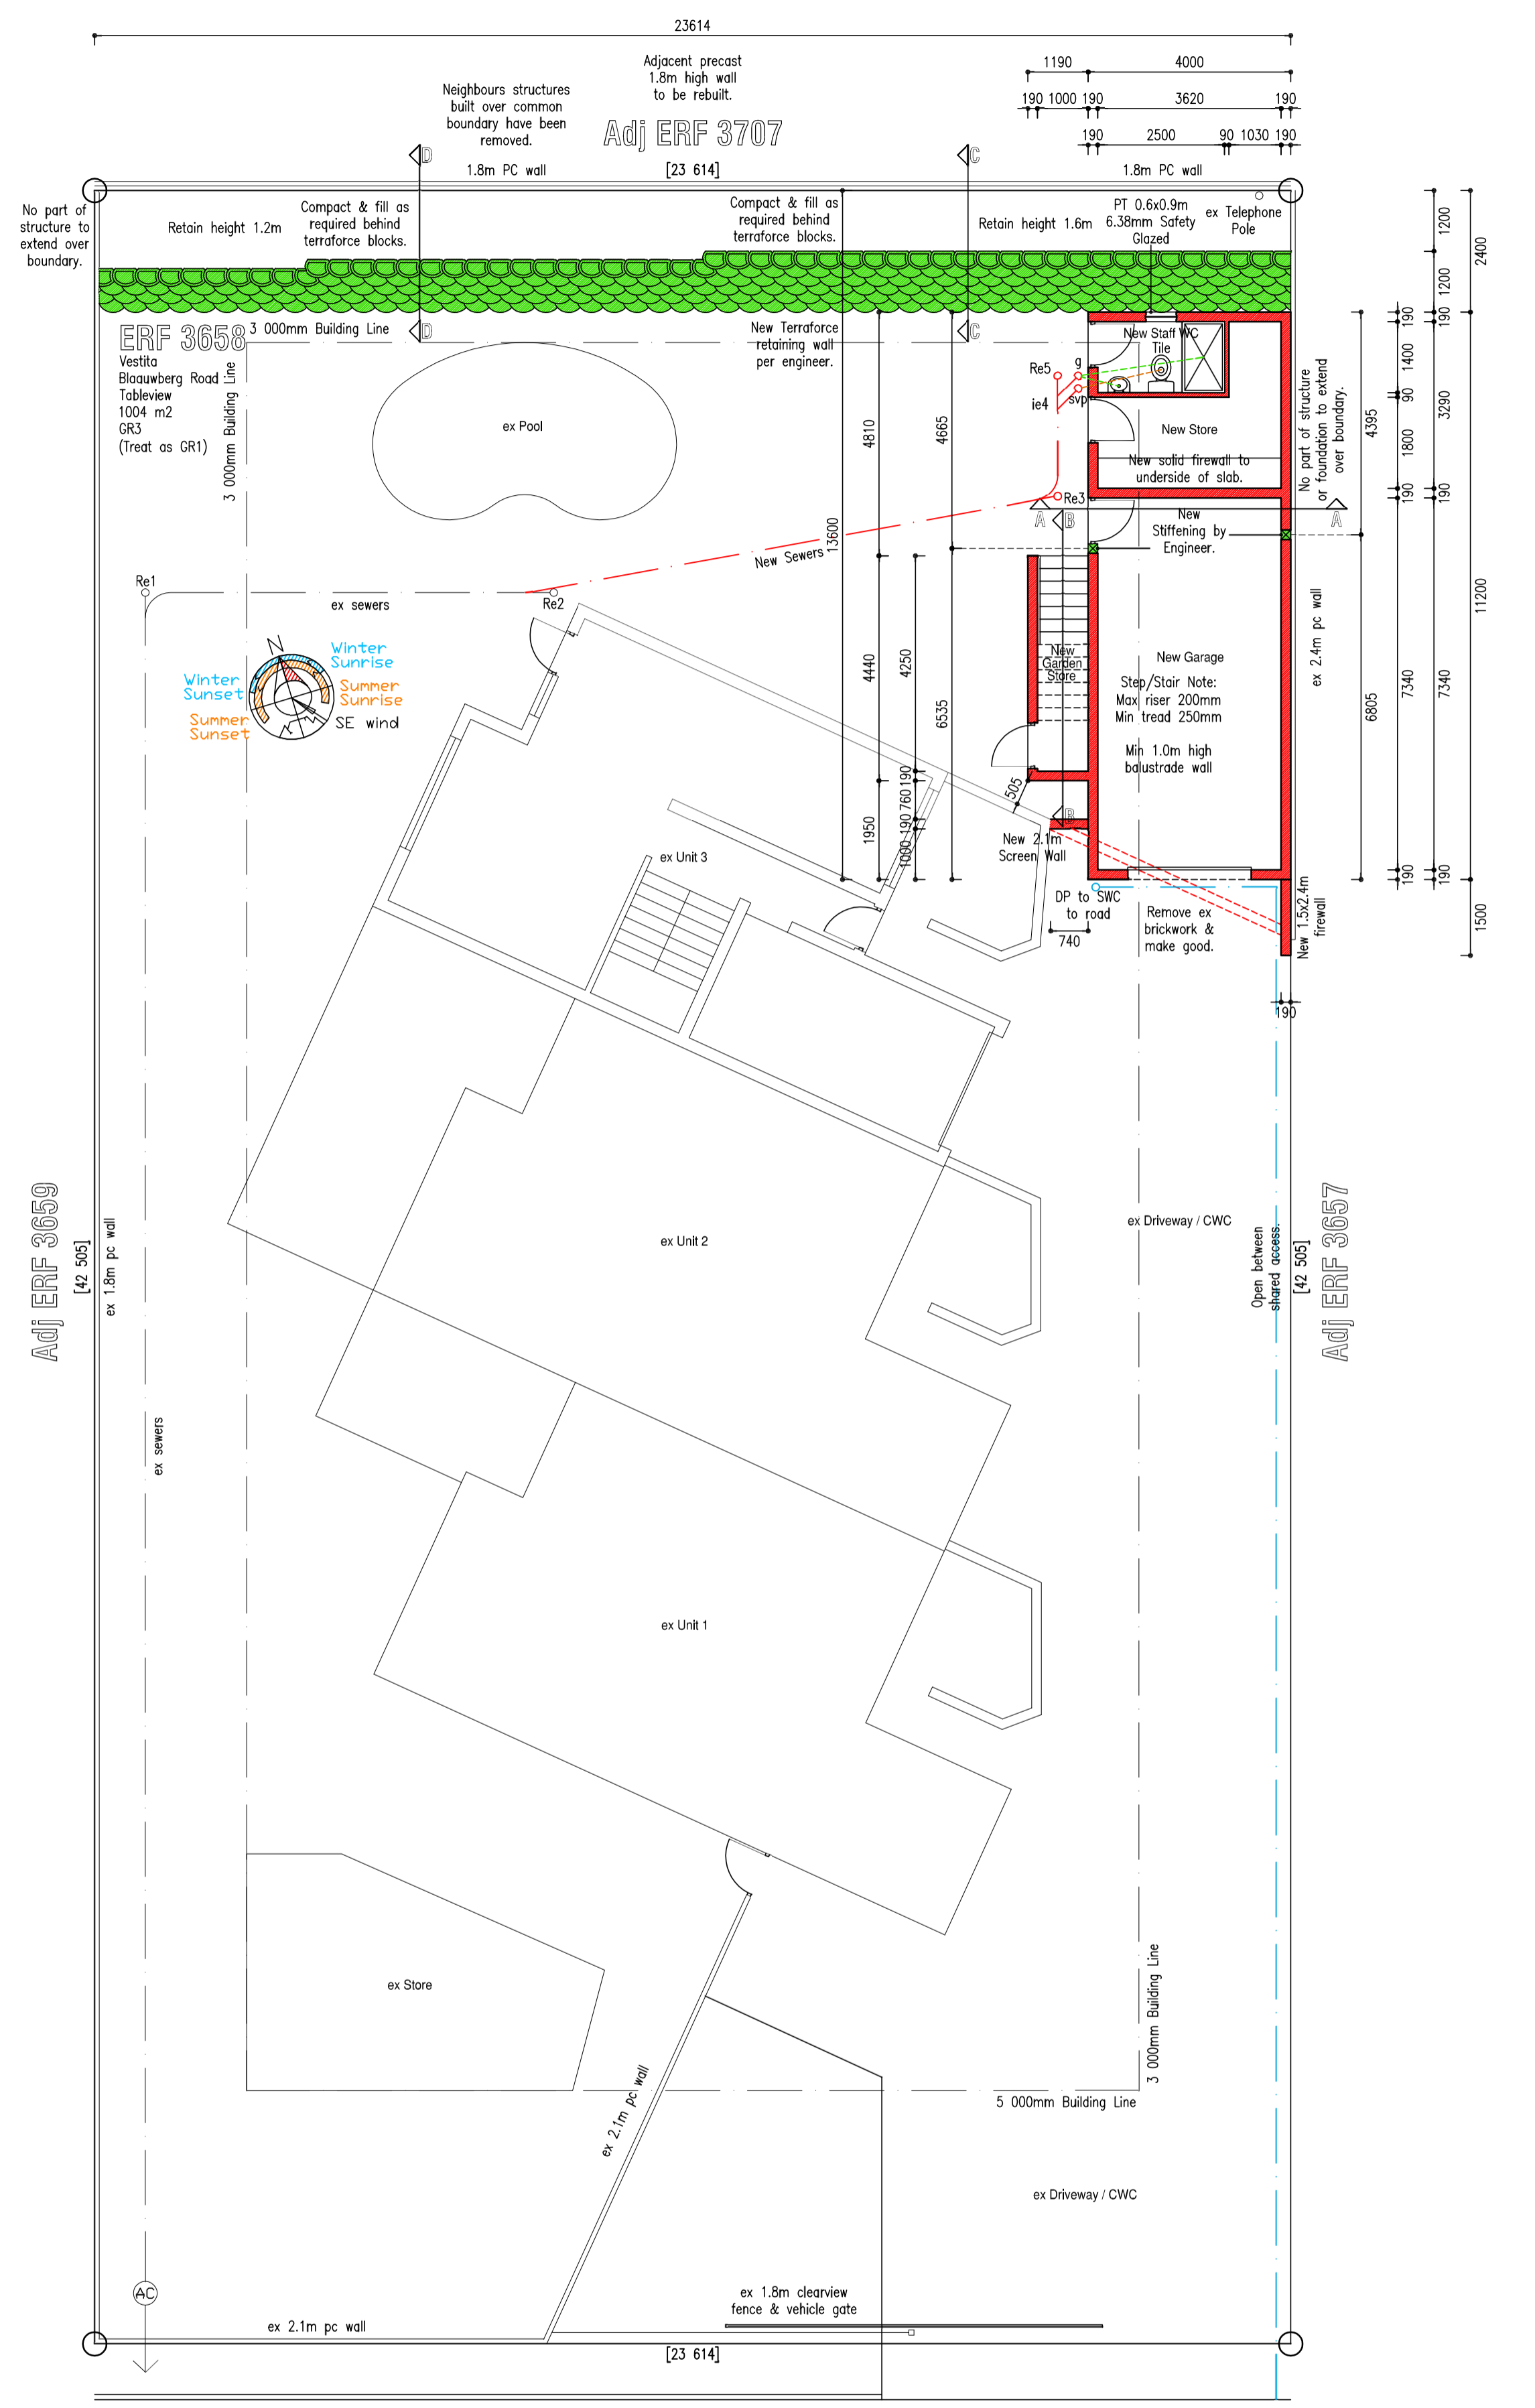 23614
Adjacent precast
1.8m high wall
to be rebuilt.
Neighbours structures
built over common
boundary have been
removed.
Adj ERF 3707
1190
4000
190
1000
190
3620
190
190
2500
90
1030
190
D
C
1.8m PC wall
[23 614]
1.8m PC wall
No part of
structure to
extend over
boundary.
Retain height 1.2m
Compact & fill as
required behind
terraforce blocks.
Compact & fill as
required behind
terraforce blocks.
Retain height 1.6m
PT 0.6x0.9m
6.38mm Safety
Glazed
ex Telephone
Pole
1200
2400
1200
ERF 3658
3 000mm Building Line
D
C
Vestita
Blaauwberg Road
Tableview
1004 m2
GR3
(Treat as GR1)
3 000mm Building Line
New Terraforce
retaining wall
per engineer.
New Staff WC
Tile
Re5
g
ie4
svp
ex Pool
New Store
New solid firewall to
underside of slab.
No part of structure
or foundation to extend
over boundary.
190
190
1400
90
3290
4395
1800
190
190
4810
4665
13600
Re3
A
B
A
New
Stiffening by
Engineer.
New Sewers
Re1
ex sewers
Re2
N
Winter
Sunrise
Winter
Sunset
Summer
Sunrise
Summer
Sunset
SE wind
4440
4250
6535
New
Garden
Store
New Garage
Step/Stair Note:
Max riser 200mm
Min tread 250mm
Min 1.0m high
balustrade wall
ex 2.4m pc wall
6805
7340
7340
11200
190
760
190
1000
1950
505
B
New 2.1m
Screen Wall
ex Unit 3
190
190
1500
DP to SWC
to road
740
Remove ex
brickwork &
make good.
New 1.5x2.4m
firewall
190
Adj ERF 3659
[42 505]
ex 1.8m pc wall
ex Unit 2
ex Driveway / CWC
Open between
shared access.
[42 505]
Adj ERF 3657
ex sewers
ex Unit 1
ex Store
3 000mm Building Line
ex 2.1m pc wall
5 000mm Building Line
ex Driveway / CWC
AC
ex 2.1m pc wall
ex 1.8m clearview
fence & vehicle gate
[23 614]